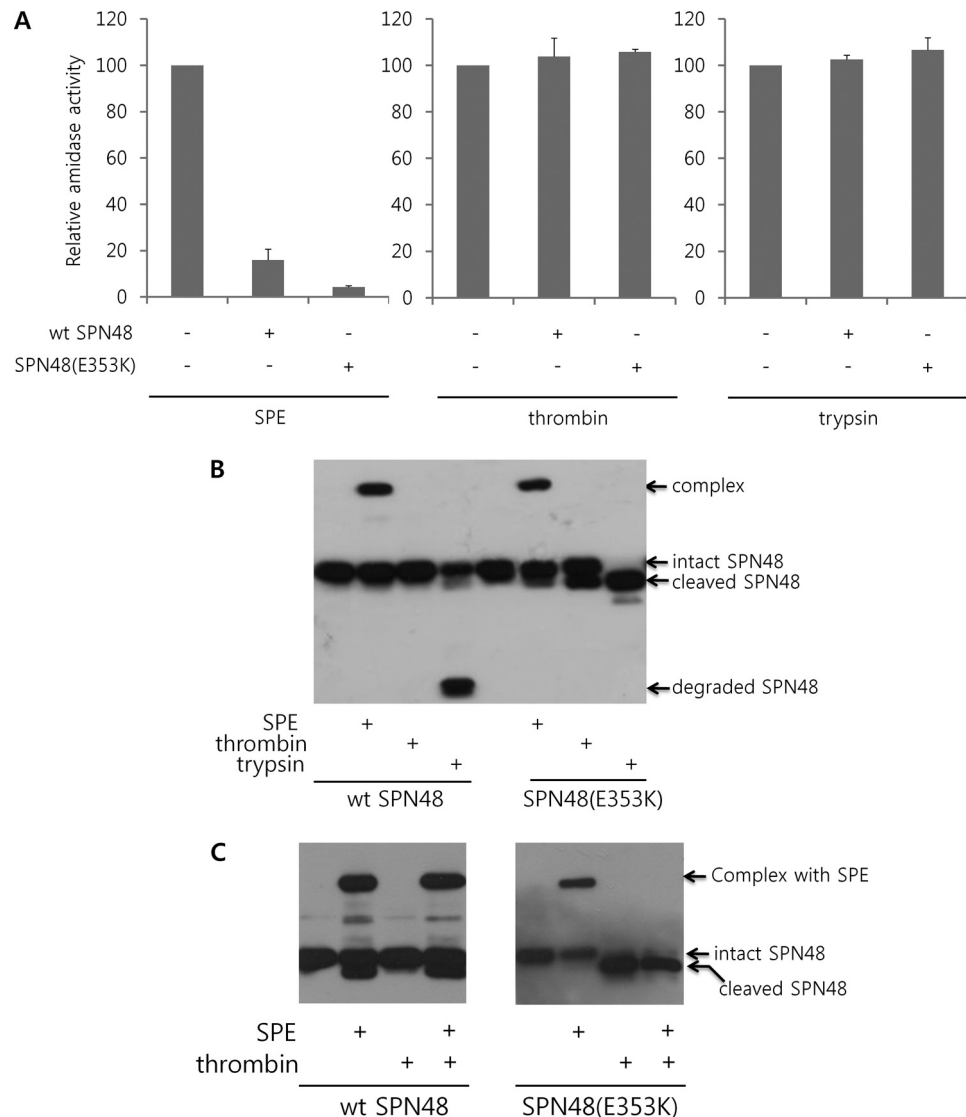 A
120 120 120
100 100 100
80 80 80
60 60 60
40 40 40
20 20 20
0 0 0
Relative amidase activity
wt SPN48 - + - - + - - + -
SPN48(E353K) - - + - - + - - +
SPE thrombin trypsin
B
complex
intact SPN48
cleaved SPN48
degraded SPN48
SPE + +
thrombin + +
trypsin + +
wt SPN48 SPN48(E353K)
C
Complex with SPE
intact SPN48
cleaved SPN48
SPE + + + +
thrombin + + + +
wt SPN48 SPN48(E353K)